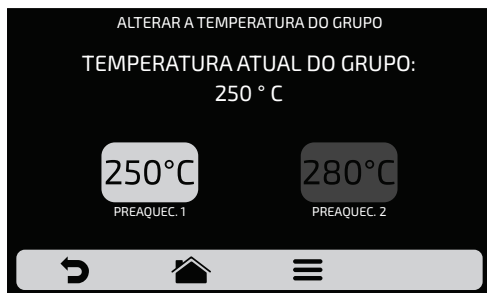 ALTERAR A TEMPERATURA DO GRUPO
TEMPERATURA ATUAL DO GRUPO:
250 ° C
250°C 280°C
PREAQUEC. 1 PREAQUEC. 2